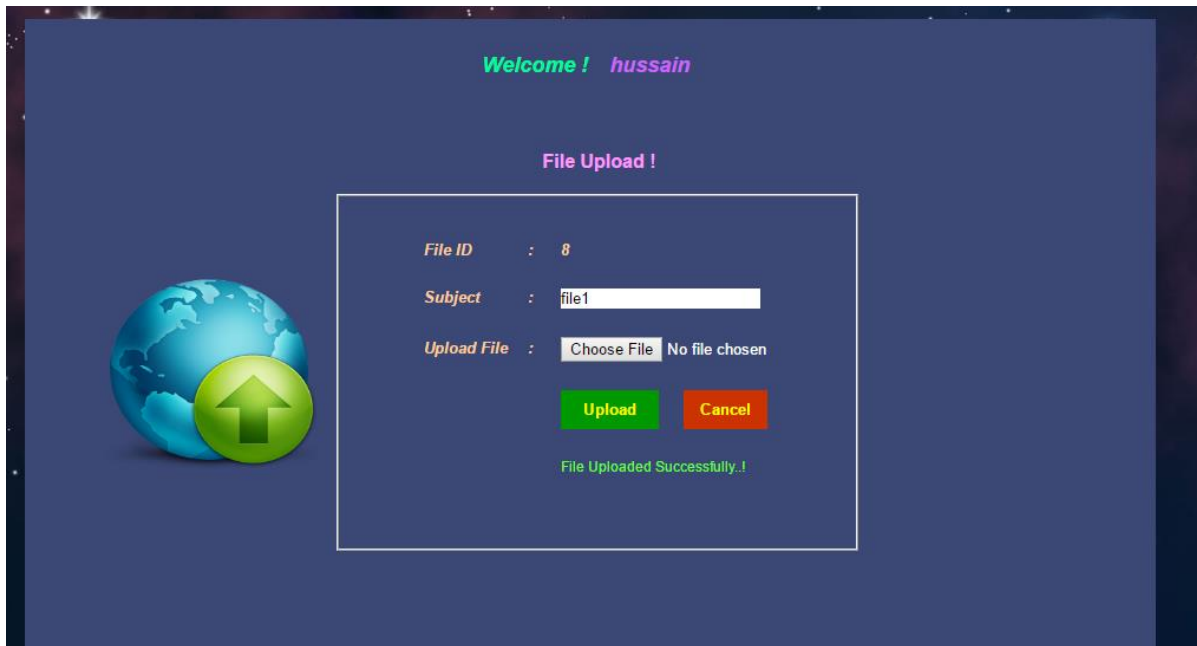 Welcome ! hussain
File Upload !
File ID : 8
Subject : file1
Upload File : Choose File No file chosen
Upload Cancel
File Uploaded Successfully..!